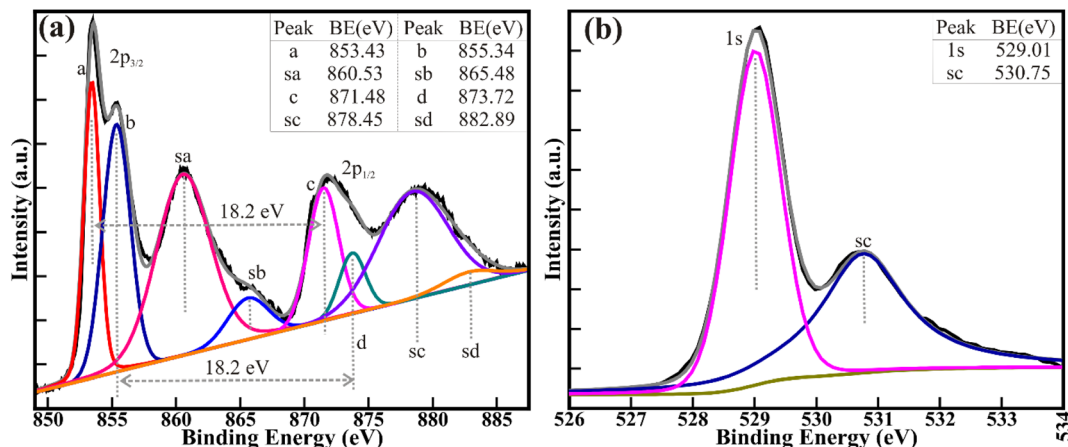 (a)
Peak BE(eV) Peak BE(eV)
a 853.43 b 855.34
sa 860.53 sb 865.48
c 871.48 d 873.72
sc 878.45 sd 882.89
2p3/2
a
b
sa
sb
18.2 eV
c
2p1/2
18.2 eV
d
sc
sd
Intensity (a.u.)
850 855 860 865 870 875 880 885
Binding Energy (eV)
(b)
Peak BE(eV)
1s 529.01
sc 530.75
1s
sc
Intensity (a.u.)
526 527 528 529 530 531 532 533 534
Binding Energy (eV)